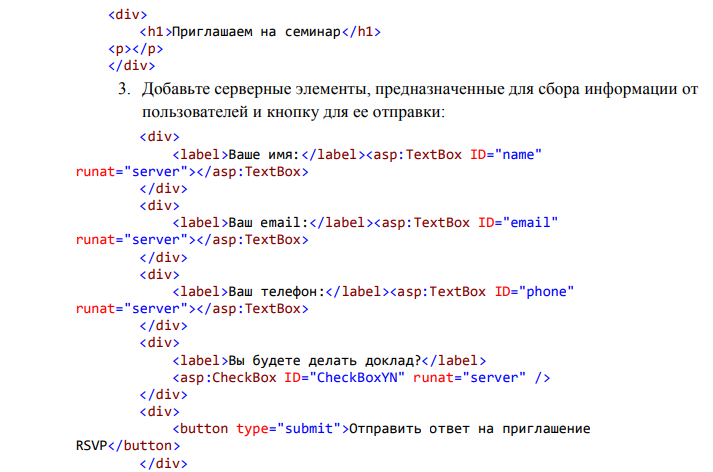 <div>
<h1>Приглашаем на семинар</h1>
<p></p>
</div>
3. Добавьте серверные элементы, предназначенные для сбора информации от
пользователей и кнопку для ее отправки:
<div>
<label>Ваше имя:</label><asp:TextBox ID="name"
runat="server"></asp:TextBox>
</div>
<div>
<label>Ваш email:</label><asp:TextBox ID="email"
runat="server"></asp:TextBox>
</div>
<div>
<label>Ваш телефон:</label><asp:TextBox ID="phone"
runat="server"></asp:TextBox>
</div>
<div>
<label>Вы будете делать доклад?</label>
<asp:CheckBox ID="CheckBoxYN" runat="server" />
</div>
<div>
<button type="submit">Отправить ответ на приглашение
RSVP</button>
</div>